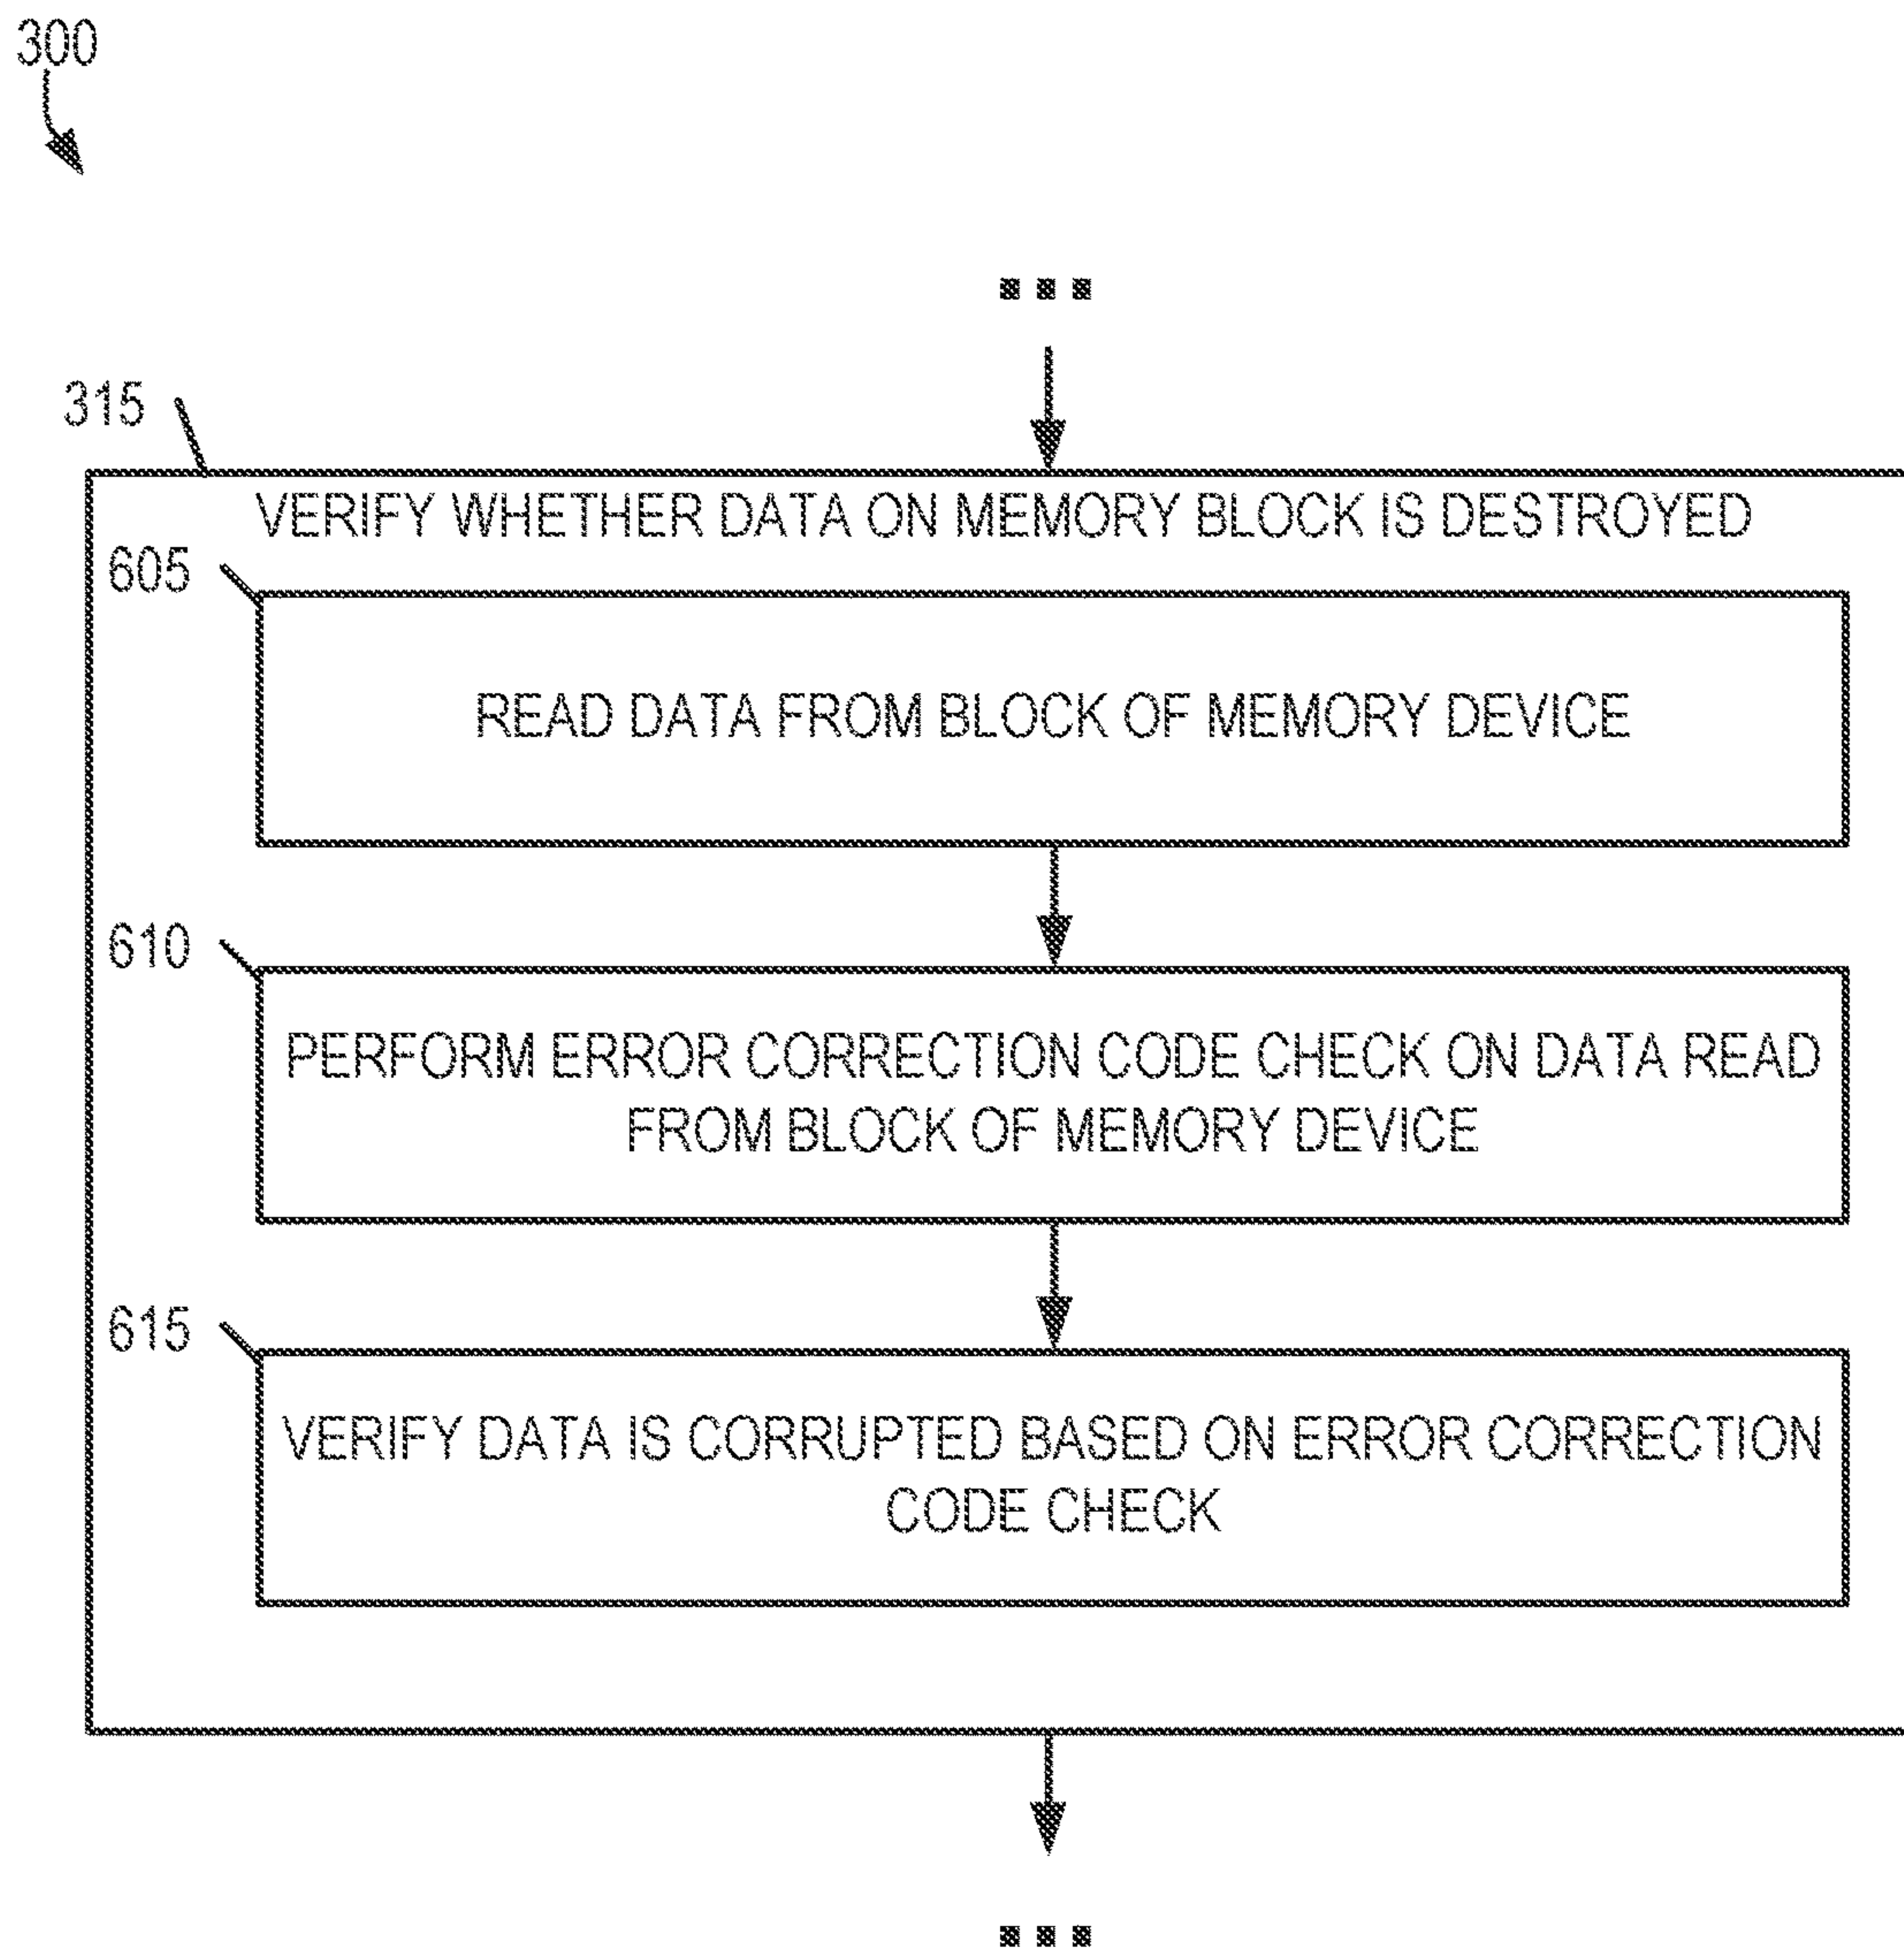 300
315
VERIFY WHETHER DATA ON MEMORY BLOCK IS DESTROYED
605
READ DATA FROM BLOCK OF MEMORY DEVICE
610
PERFORM ERROR CORRECTION CODE CHECK ON DATA READ
FROM BLOCK OF MEMORY DEVICE
615
VERIFY DATA IS CORRUPTED BASED ON ERROR CORRECTION
CODE CHECK